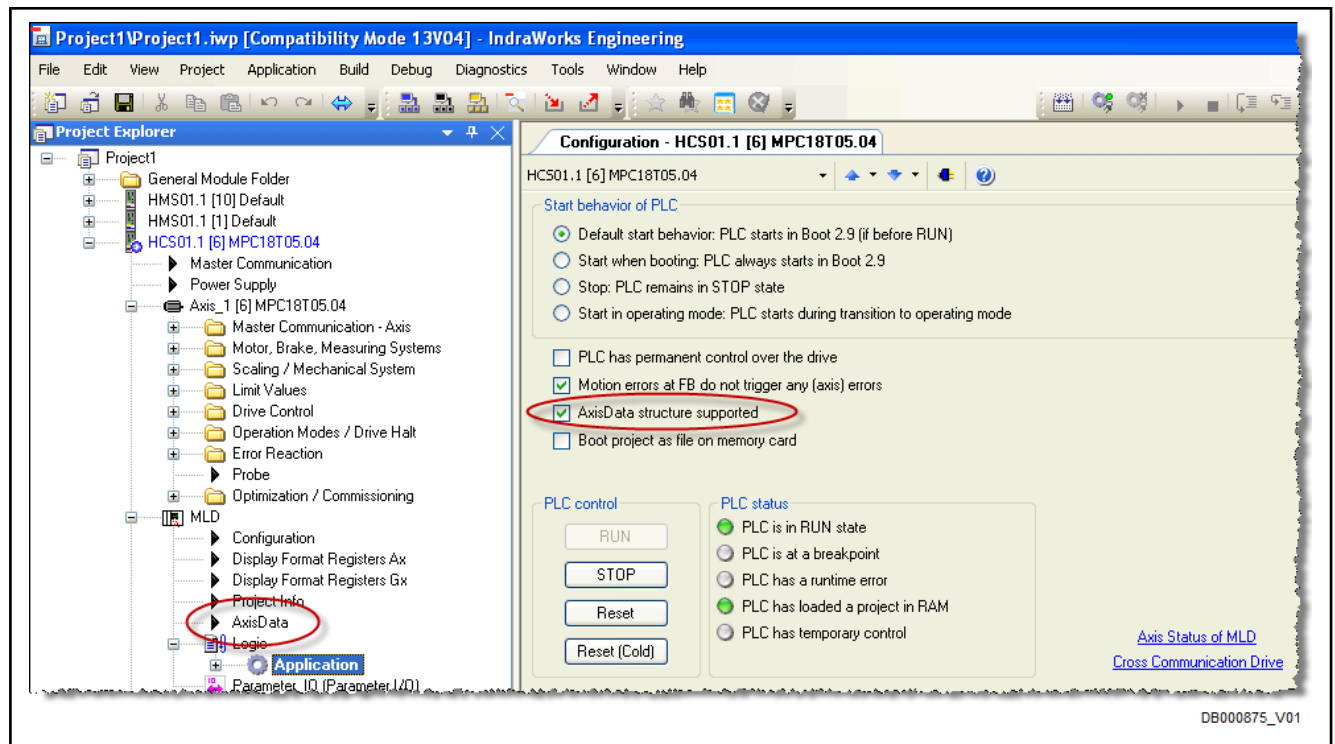 Project1\Project1.iwp [Compatibility Mode 13V04] - IndraWorks Engineering
File Edit View Project Application Build Debug Diagnostics Tools Window Help
Project Explorer
Project1
General Module Folder
HMS01.1 [10] Default
HMS01.1 [1] Default
HCS01.1 [6] MPC18T05.04
Master Communication
Power Supply
Axis_1 [6] MPC18T05.04
Master Communication - Axis
Motor, Brake, Measuring Systems
Scaling / Mechanical System
Limit Values
Drive Control
Operation Modes / Drive Halt
Error Reaction
Probe
Optimization / Commissioning
MLD
Configuration
Display Format Registers Ax
Display Format Registers Gx
Project Info
AxisData
Logic
Application
Parameter_IO (Parameter I/O)
Configuration - HCS01.1 [6] MPC18T05.04
HCS01.1 [6] MPC18T05.04
Start behavior of PLC
Default start behavior: PLC starts in Boot 2.9 (if before RUN)
Start when booting: PLC always starts in Boot 2.9
Stop: PLC remains in STOP state
Start in operating mode: PLC starts during transition to operating mode
PLC has permanent control over the drive
Motion errors at FB do not trigger any (axis) errors
AxisData structure supported
Boot project as file on memory card
PLC control
RUN
STOP
Reset
Reset (Cold)
PLC status
PLC is in RUN state
PLC is at a breakpoint
PLC has a runtime error
PLC has loaded a project in RAM
PLC has temporary control
Axis Status of MLD
Cross Communication Drive
DB000875_V01